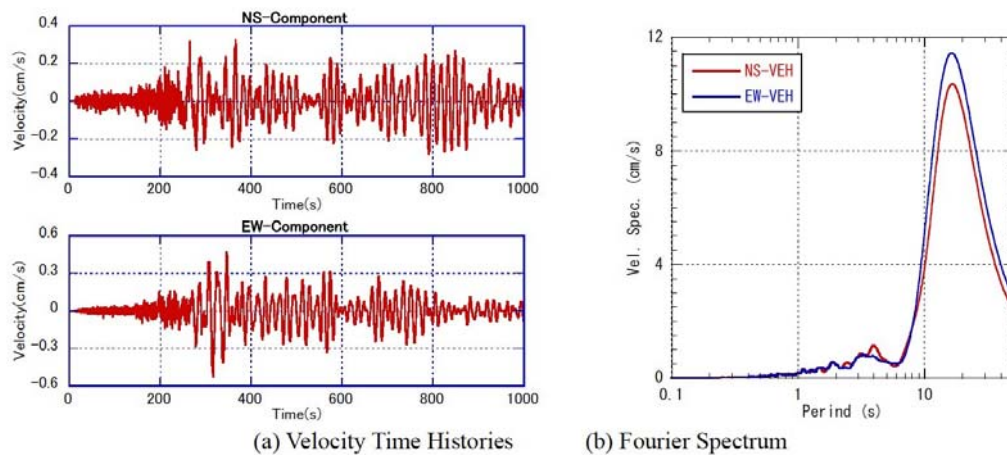 NS-Component
Velocity(cm/s)
0.4
0.2
0
-0.2
-0.4
0 200 400 600 800 1000
Time(s)
EW-Component
Velocity(cm/s)
0.6
0.3
0
-0.3
-0.6
0 200 400 600 800 1000
Time(s)
(a) Velocity Time Histories
Vel. Spec. (cm/s)
12
8
4
0
NS-VEH
EW-VEH
0.1 1 10
Perind (s)
(b) Fourier Spectrum